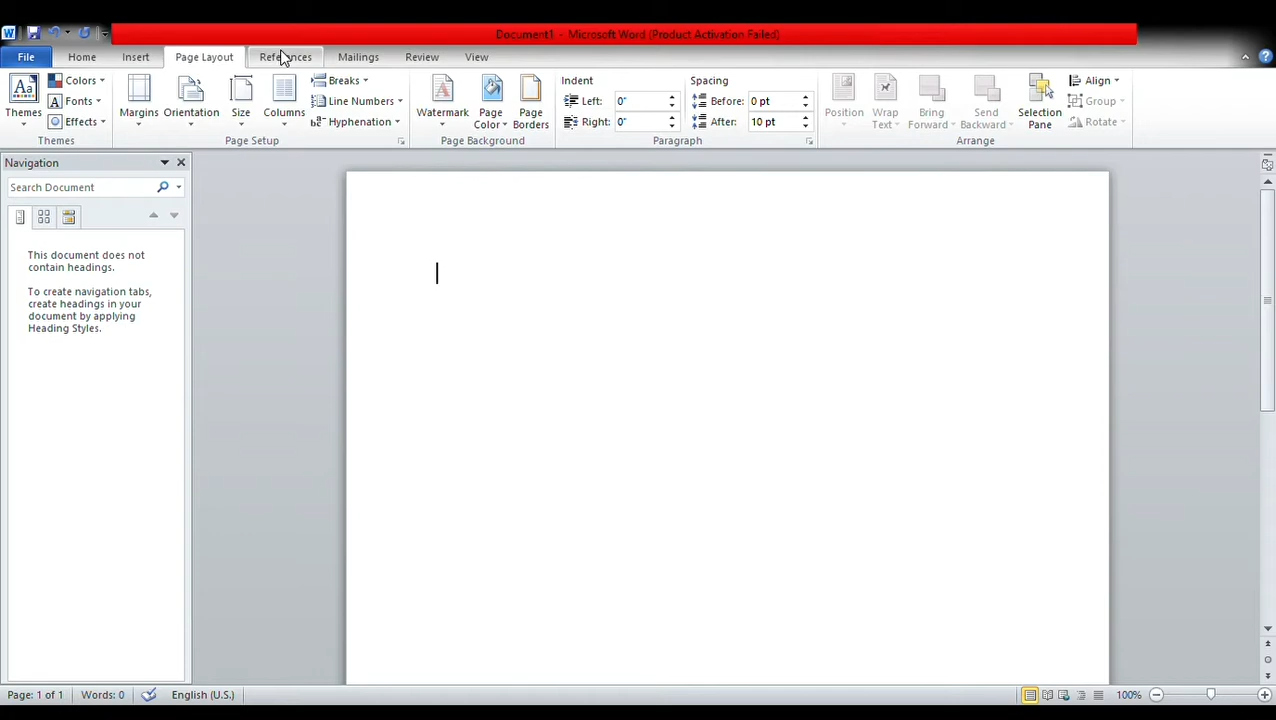 Document1 - Microsoft Word (Product Activation Failed)
File Home Insert Page Layout References Mailings Review View
Themes Colors Fonts Effects
Margins Orientation Size Columns Breaks Line Numbers Hyphenation
Watermark Page Color Page Borders
Indent Left: 0" Right: 0"
Spacing Before: 0 pt After: 10 pt
Position Wrap Text Bring Forward Send Backward Selection Pane Align Group Rotate
Themes Page Setup Page Background Paragraph Arrange
Navigation
Search Document
This document does not
contain headings.
To create navigation tabs,
create headings in your
document by applying
Heading Styles.
Page: 1 of 1 Words: 0 English (U.S.) 100%